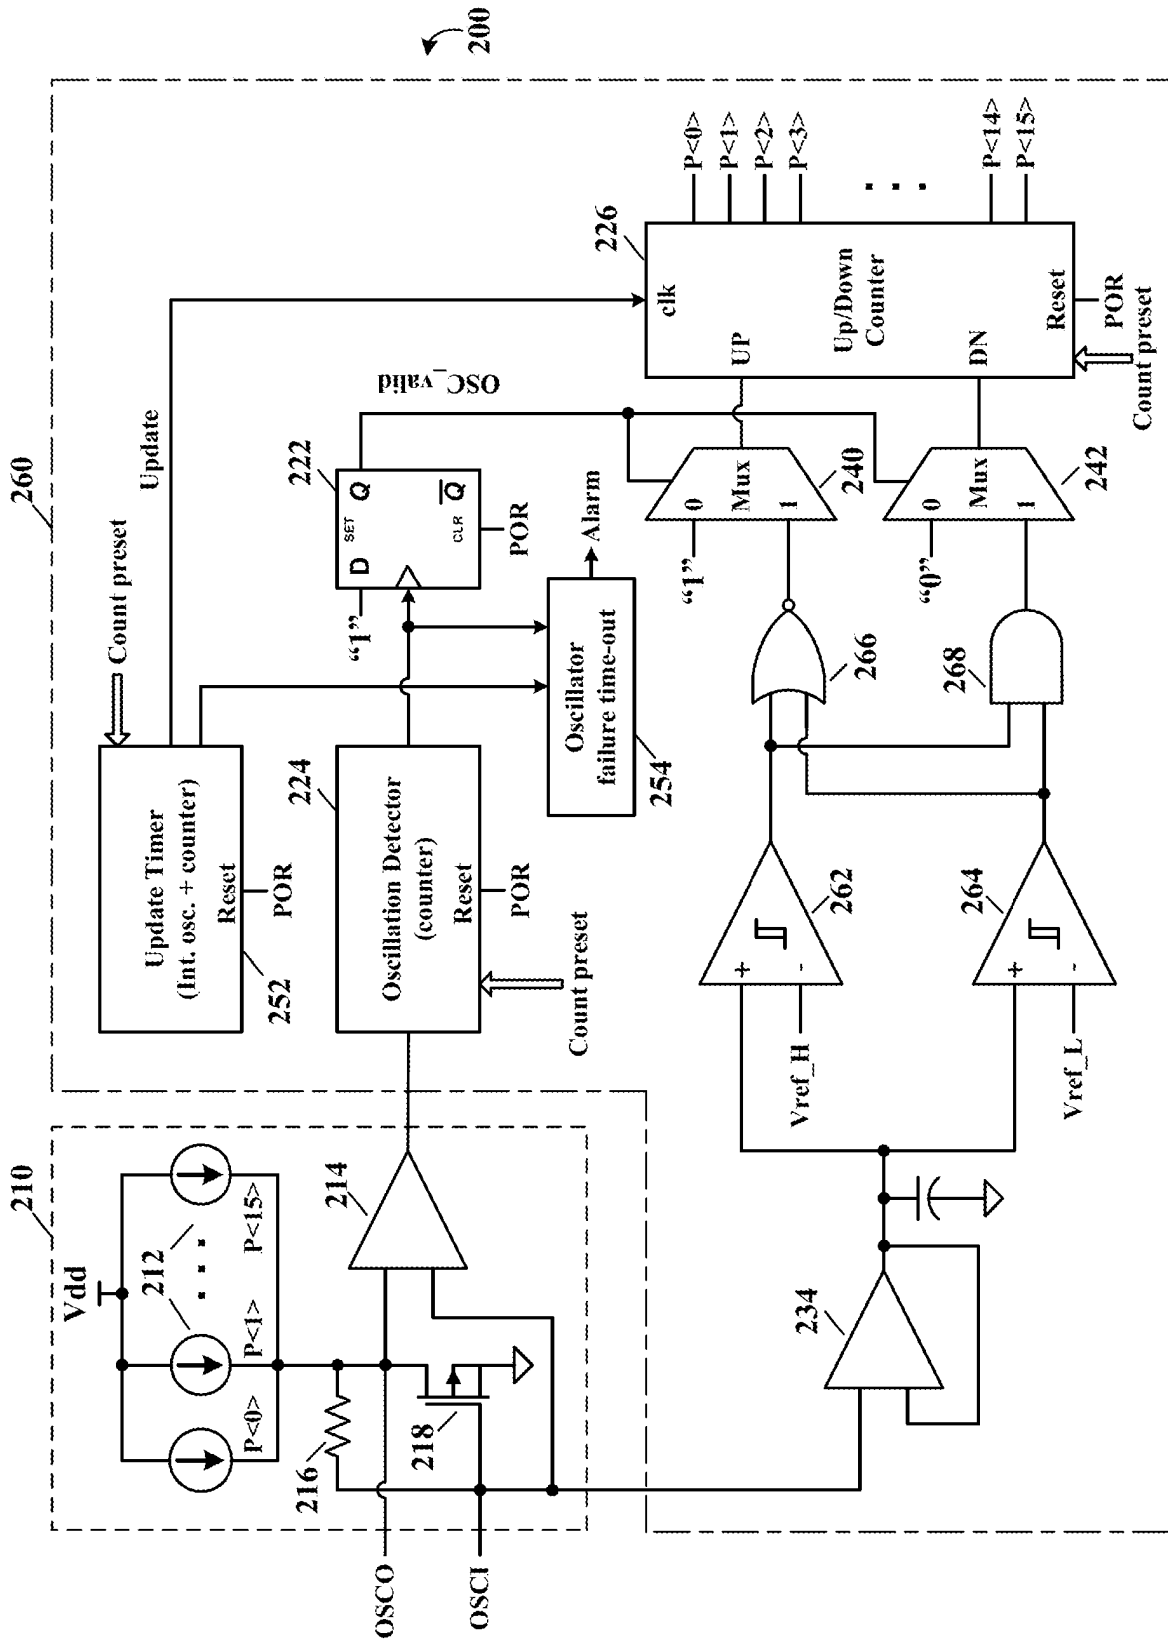 200
260
Update
Count preset
Update Timer
(Int. osc. + counter)
Reset
POR
252
210
Vdd
212
P<0>
P<1>
P<15>
214
216
218
OSCO
OSCI
224
Oscillation Detector
(counter)
Reset
POR
Count preset
222
"1"
D
SET
Q
CLR
Q
POR
OSC_valid
Oscillator
failure time-out
254
Alarm
226
clk
Up/Down
Counter
UP
DN
Reset
POR
Count preset
P<0>
P<1>
P<2>
P<3>
P<14>
P<15>
"1"
0
Mux
1
240
"0"
0
Mux
1
242
266
268
262
+
-
Vref_H
264
+
-
Vref_L
234